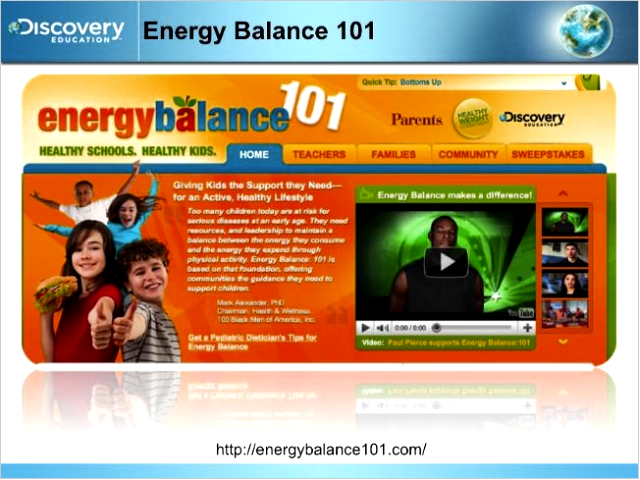 Discovery
EDUCATION
Energy Balance 101
Quick Tip: Bottoms Up
energybalance 101
HEALTHY SCHOOLS. HEALTHY KIDS.
Parents
HEALTHY
WEIGHT
Discovery
EDUCATION
HOME
TEACHERS
FAMILIES
COMMUNITY
SWEEPSTAKES
Giving Kids the Support they Need—
for an Active, Healthy Lifestyle
Too many children today are at risk for
serious diseases at an early age. They need
resources, and leadership to maintain a
balance between the energy they consume
and the energy they expend through
physical activity. Energy Balance: 101 is
based on that foundation, offering
communities the guidance they need to
support children.
Mark Alexander, PhD
Chairman, Health & Wellness
100 Black Men of America, Inc.
Get a Pediatric Dietician's Tips for
Energy Balance
Energy Balance makes a difference!
0:00 / 0:00
YouTube
Video: Paul Pierce supports Energy Balance:101
http://energybalance101.com/